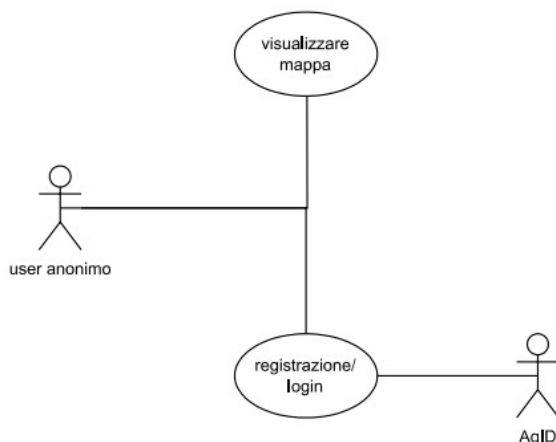 visualizzare
mappa
user anonimo
registrazione/
login
AgID